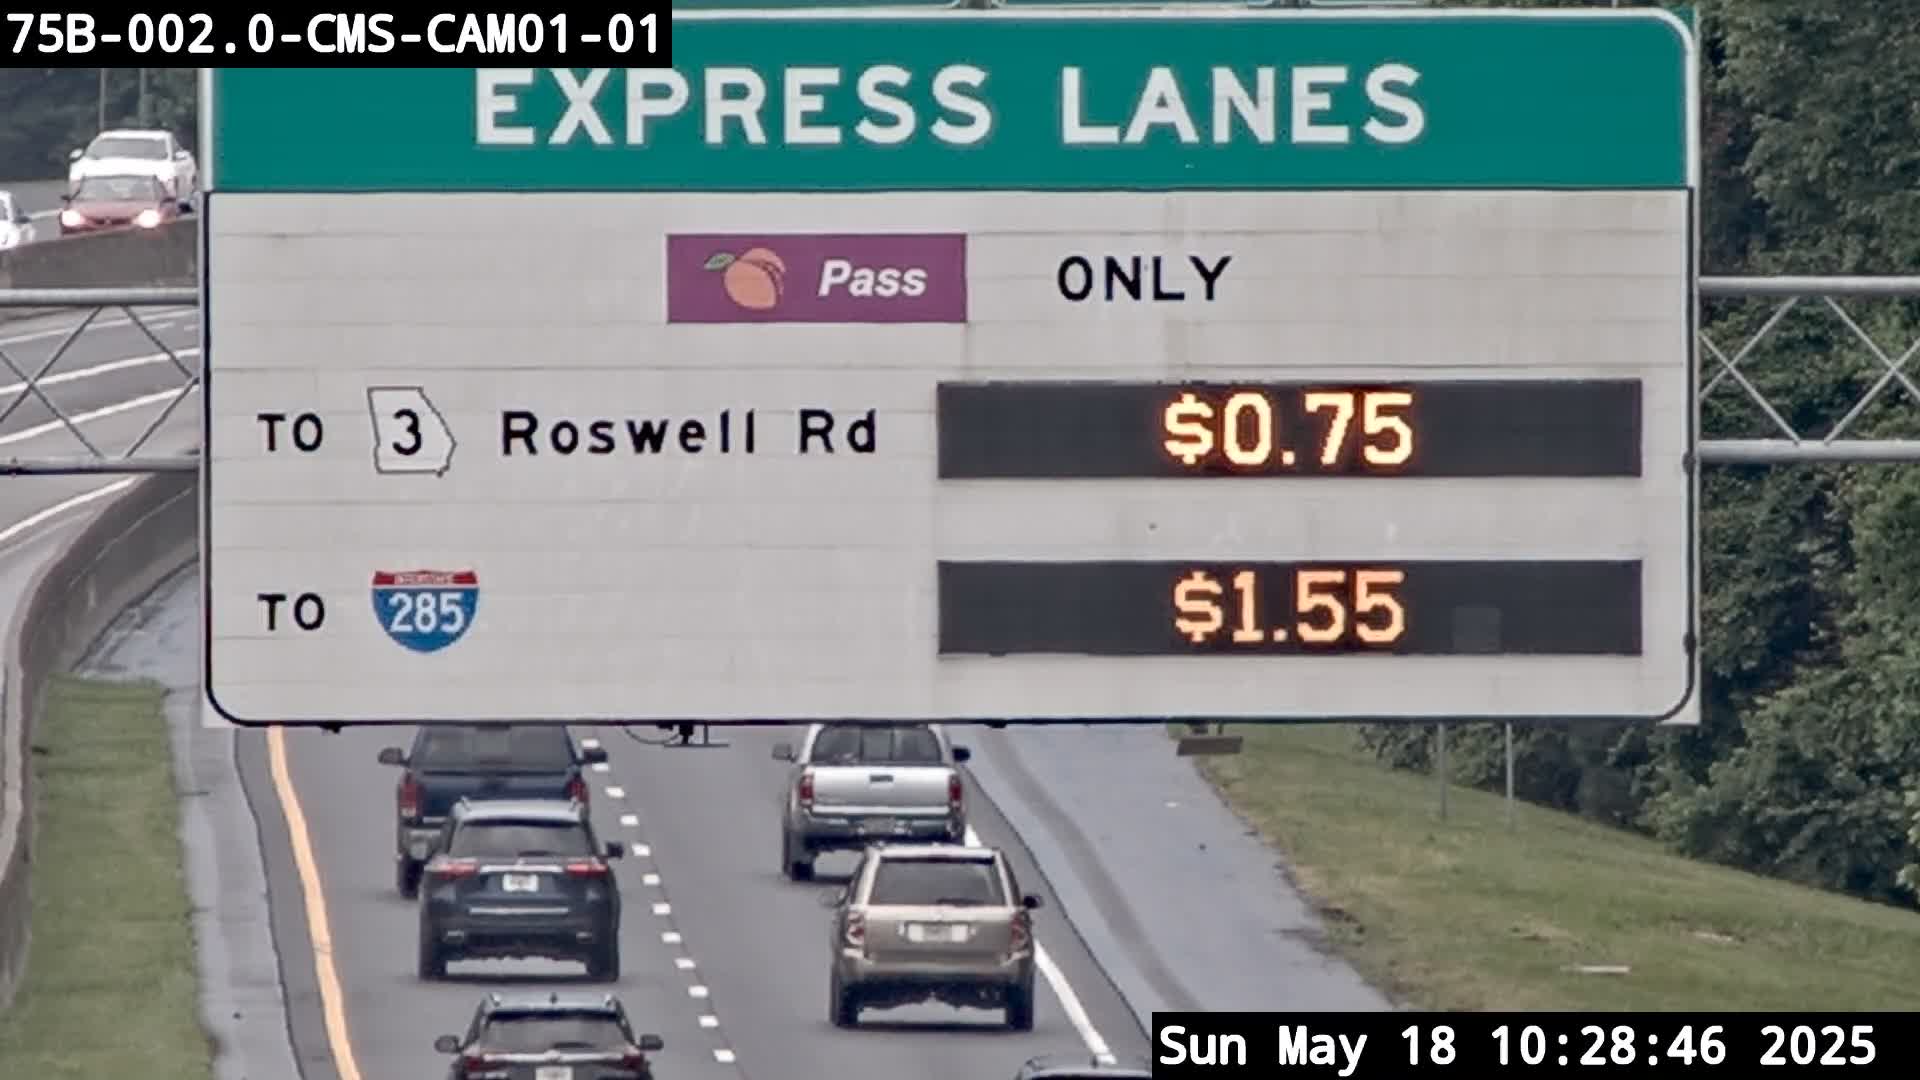 75B-002.0-CMS-CAM01-01
EXPRESS LANES
Pass ONLY
TO 3 Roswell Rd $0.75
TO 285 $1.55
Sun May 18 10:28:46 2025